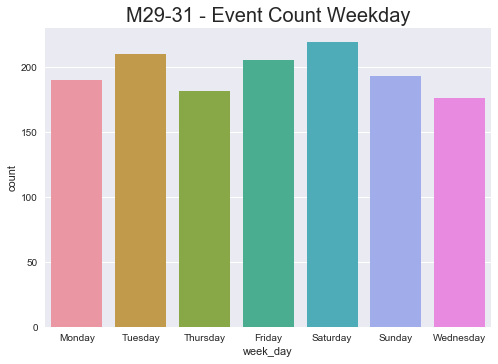 M29-31 - Event Count Weekday
count
200
150
100
50
0
Monday Tuesday Thursday Friday Saturday Sunday Wednesday
week_day